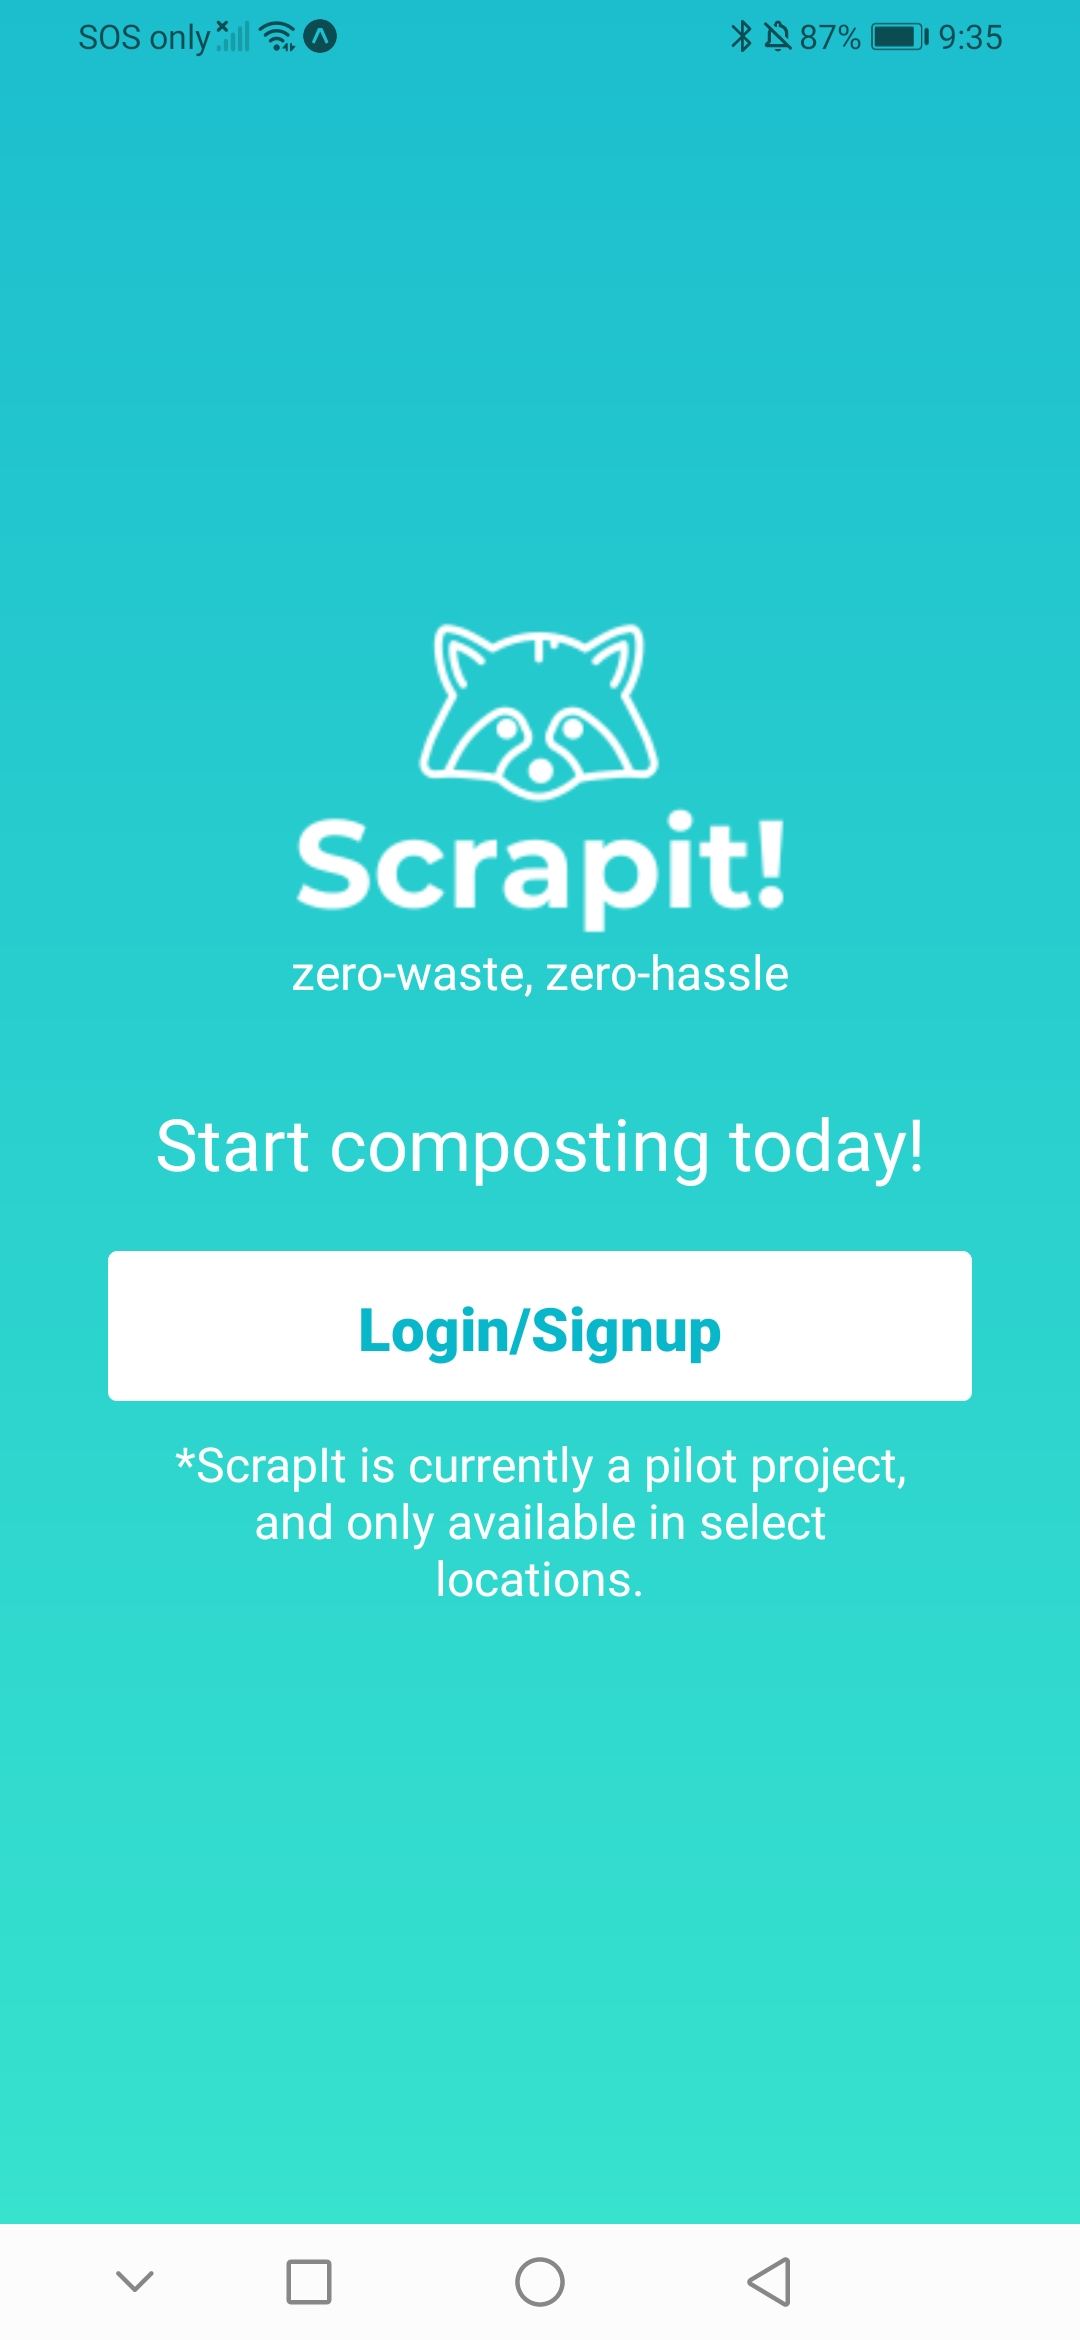 SOS only 87% 9:35
Scrapit!
zero-waste, zero-hassle
Start composting today!
Login/Signup
*ScrapIt is currently a pilot project,
and only available in select
locations.